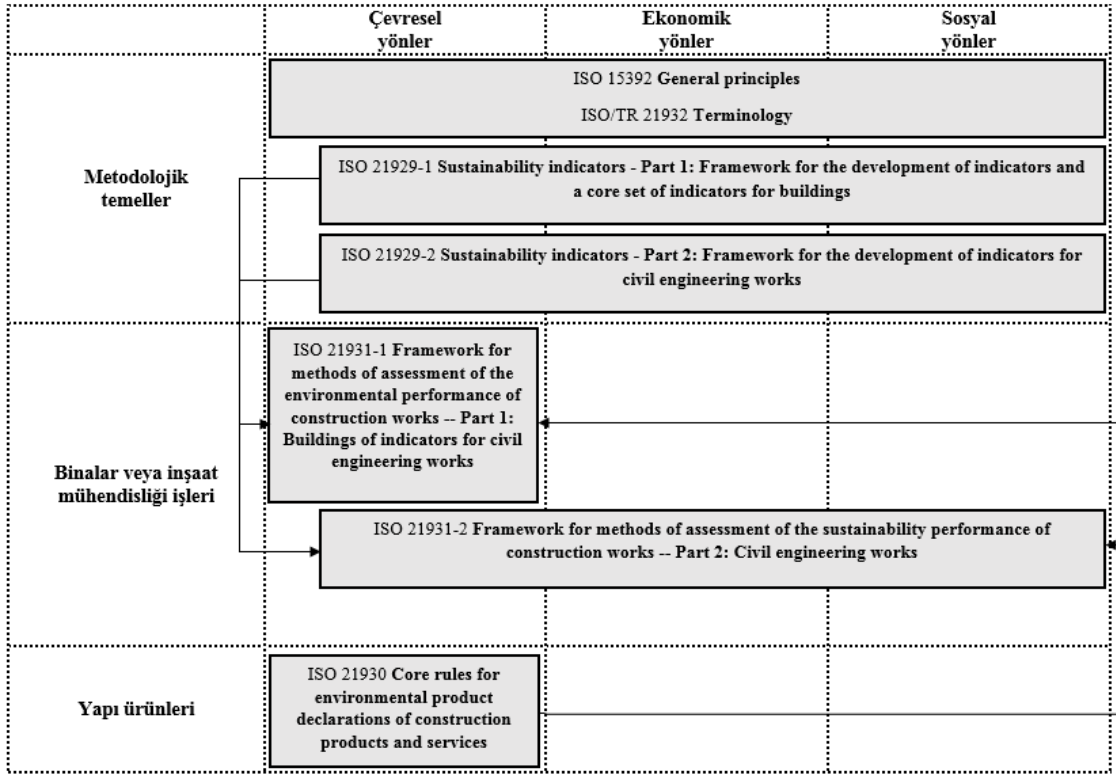 Çevresel
yönler
Ekonomik
yönler
Sosyal
yönler
Metodolojik
temeller
ISO 15392 General principles
ISO/TR 21932 Terminology
ISO 21929-1 Sustainability indicators - Part 1: Framework for the development of indicators and
a core set of indicators for buildings
ISO 21929-2 Sustainability indicators - Part 2: Framework for the development of indicators for
civil engineering works
Binalar veya inşaat
mühendisliği işleri
ISO 21931-1 Framework for
methods of assessment of the
environmental performance of
construction works -- Part 1:
Buildings of indicators for civil
engineering works
ISO 21931-2 Framework for methods of assessment of the sustainability performance of
construction works -- Part 2: Civil engineering works
Yapı ürünleri
ISO 21930 Core rules for
environmental product
declarations of construction
products and services